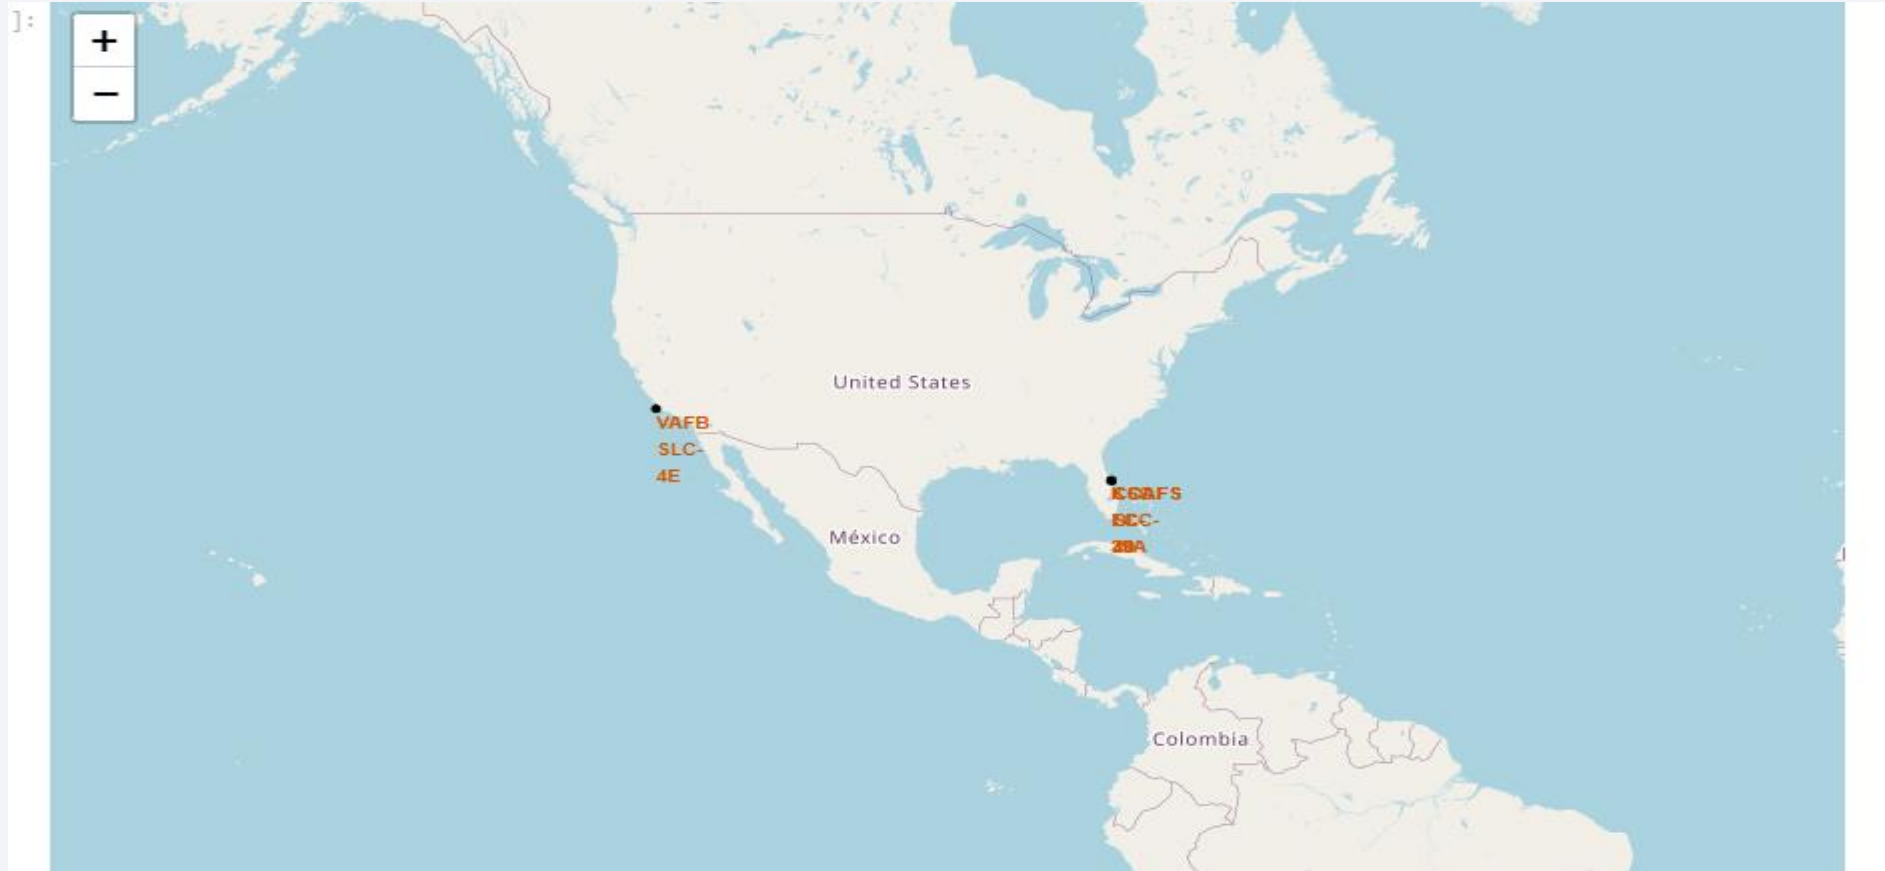 ]:
+
−
United States
VAFB
SLC-
4E
México
Colombia